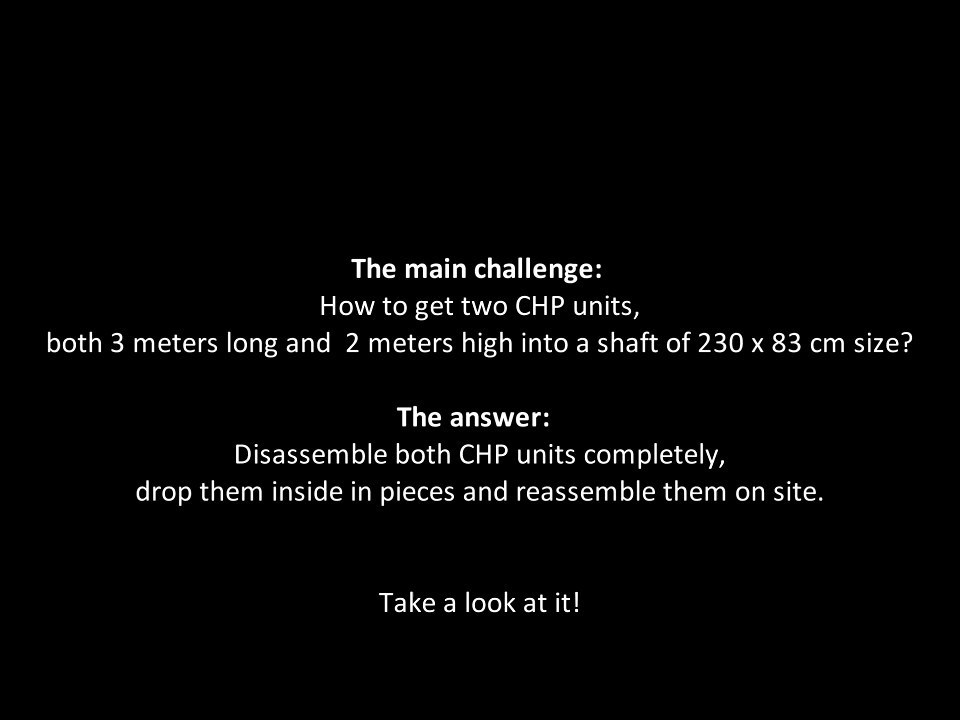 The main challenge:
How to get two CHP units,
both 3 meters long and  2 meters high into a shaft of 230 x 83 cm size?
The answer:
Disassemble both CHP units completely,
drop them inside in pieces and reassemble them on site.
Take a look at it!